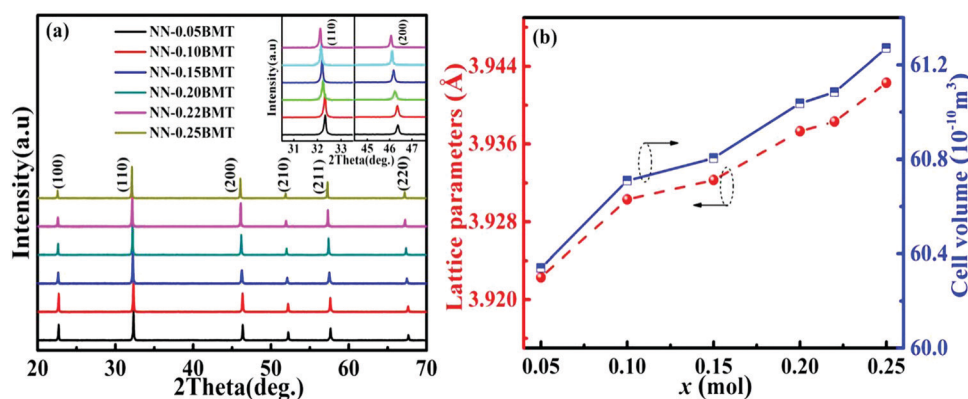 (a)
NN-0.05BMT
NN-0.10BMT
NN-0.15BMT
NN-0.20BMT
NN-0.22BMT
NN-0.25BMT
Intensity(a.u)
(110)
(200)
31 32 33 45 46 47
2Theta(deg.)
(100)
(110)
(200)
(210)
(211)
(220)
Intensity(a.u)
20 30 40 50 60 70
2Theta(deg.)
(b)
Lattice parameters (Å)
3.944
3.936
3.928
3.920
0.05 0.10 0.15 0.20 0.25
x (mol)
61.2
60.8
60.4
60.0
Cell volume (10-10 m3)